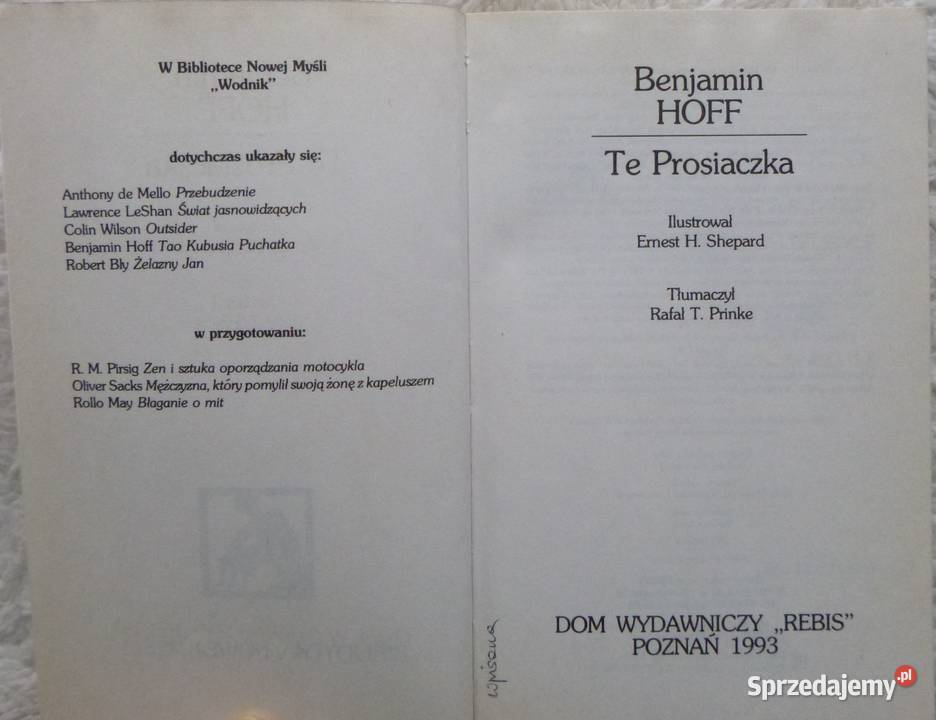 W Bibliotece Nowej Myśli
„Wodnik”
dotychczas ukazały się:
Anthony de Mello Przebudzenie
Lawrence LeShan Świat jasnowidzących
Colin Wilson Outsider
Benjamin Hoff Tao Kubusia Puchatka
Robert Bly Żelazny Jan
w przygotowaniu:
R. M. Pirsig Zen i sztuka oporządzania motocykla
Oliver Sacks Mężczyzna, który pomylił swoją żonę z kapeluszem
Rollo May Błaganie o mit
Benjamin
HOFF
Te Prosiaczka
Ilustrował
Ernest H. Shepard
Tłumaczył
Rafał T. Prinke
DOM WYDAWNICZY „REBIS”
POZNAŃ 1993
wpisana
Sprzedajemy.pl